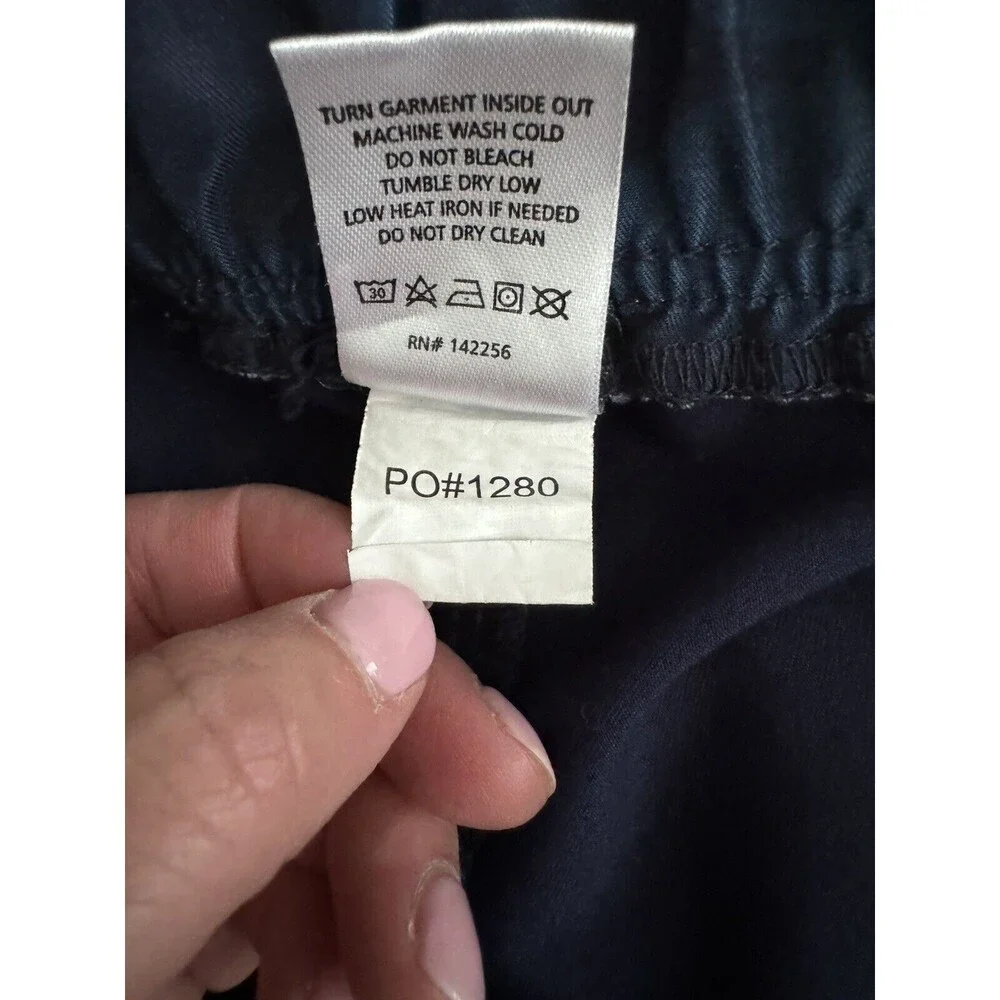 TURN GARMENT INSIDE OUT
MACHINE WASH COLD
DO NOT BLEACH
TUMBLE DRY LOW
LOW HEAT IRON IF NEEDED
DO NOT DRY CLEAN
30
RN# 142256
PO#1280